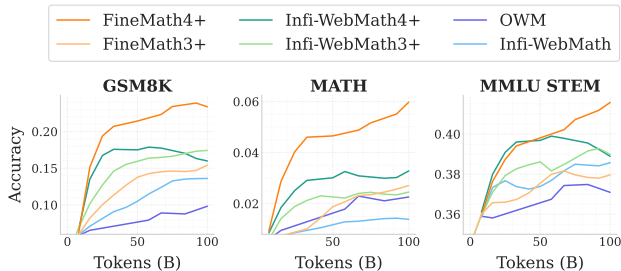 FineMath4+ Infi-WebMath4+ OWM
FineMath3+ Infi-WebMath3+ Infi-WebMath
GSM8K MATH MMLU STEM
Accuracy
0.20
0.15
0.10
0 50 100
Tokens (B)
0.06
0.04
0.02
50 100
Tokens (B)
0.40
0.38
0.36
0 50 100
Tokens (B)